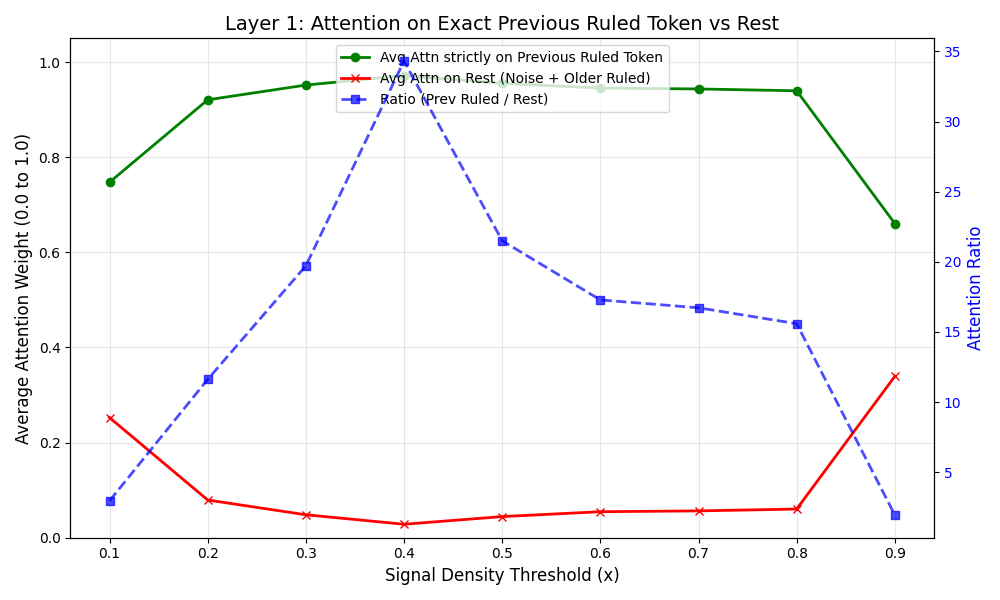 Layer 1: Attention on Exact Previous Ruled Token vs Rest
Avg Attn strictly on Previous Ruled Token
Avg Attn on Rest (Noise + Older Ruled)
Ratio (Prev Ruled / Rest)
Average Attention Weight (0.0 to 1.0)
1.0
0.8
0.6
0.4
0.2
0.0
35
30
25
20
15
10
5
Attention Ratio
0.1 0.2 0.3 0.4 0.5 0.6 0.7 0.8 0.9
Signal Density Threshold (x)